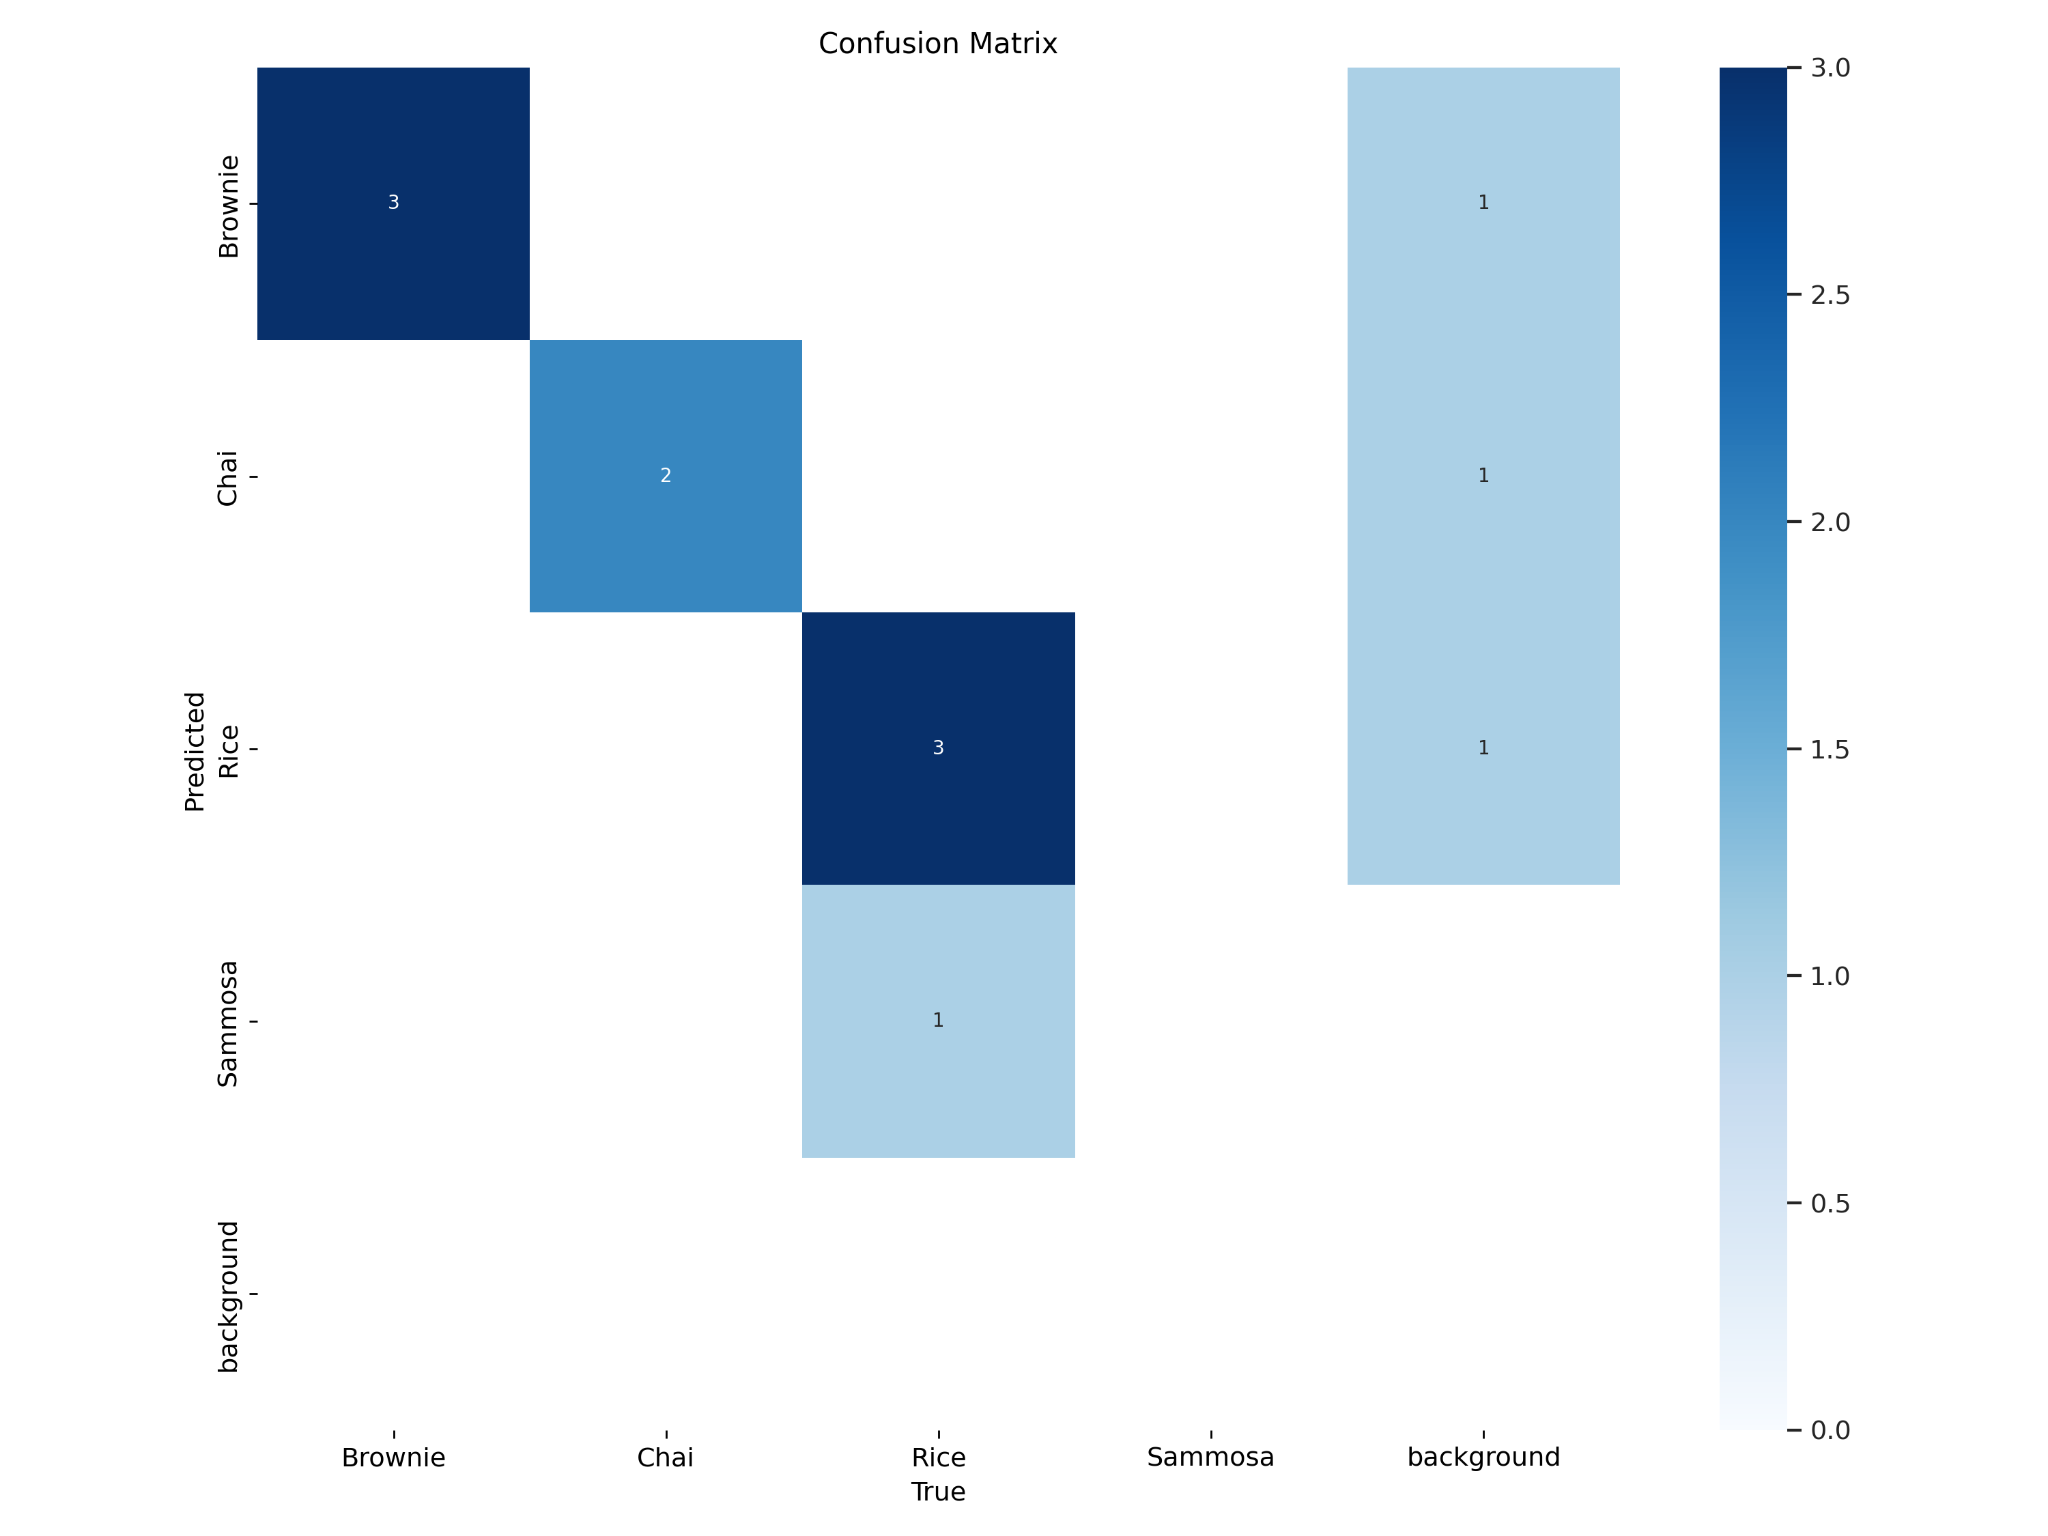 Confusion Matrix
Brownie
Chai
Rice
Sammosa
background
Predicted
3
1
2
1
3
1
1
Brownie
Chai
Rice
Sammosa
background
True
3.0
2.5
2.0
1.5
1.0
0.5
0.0